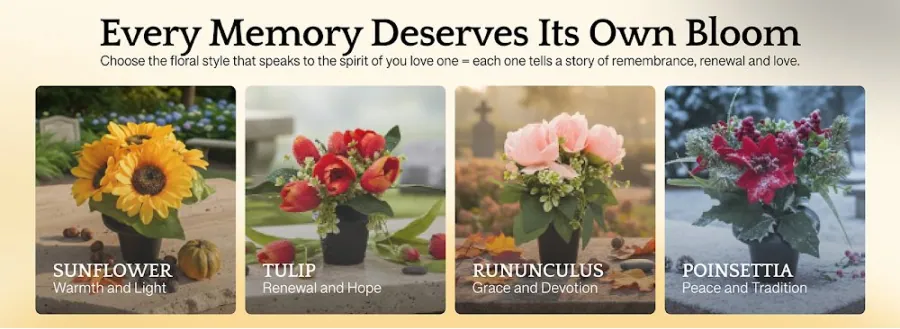 Every Memory Deserves Its Own Bloom
Choose the floral style that speaks to the spirit of you love one = each one tells a story of remembrance, renewal and love.
SUNFLOWER
Warmth and Light
TULIP
Renewal and Hope
RUNUNCULUS
Grace and Devotion
POINSETTIA
Peace and Tradition